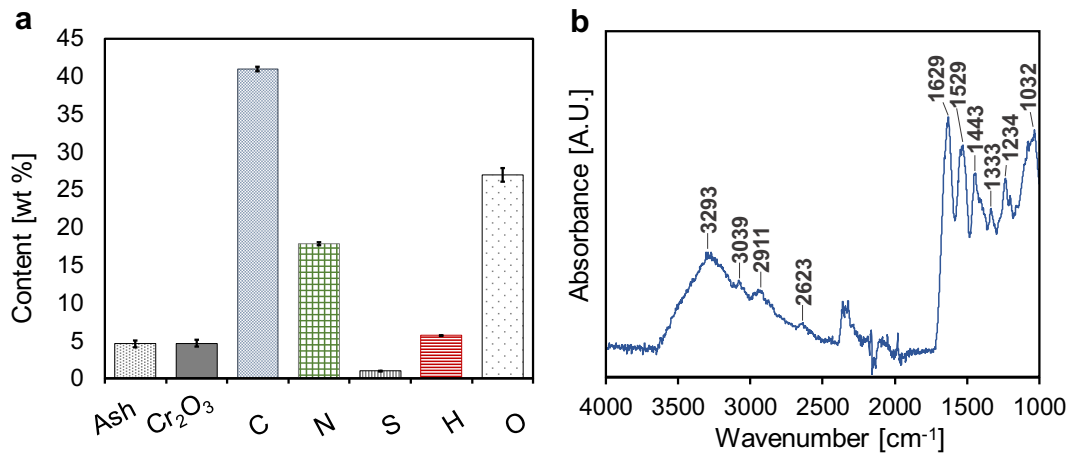 a
45
40
35
30
25
20
15
10
5
0
Content [wt %]
Ash
Cr₂O₃
C
N
S
H
O
b
Absorbance [A.U.]
3293
3039
2911
2623
1629
1529
1443
1333
1234
1032
4000 3500 3000 2500 2000 1500 1000
Wavenumber [cm⁻¹]